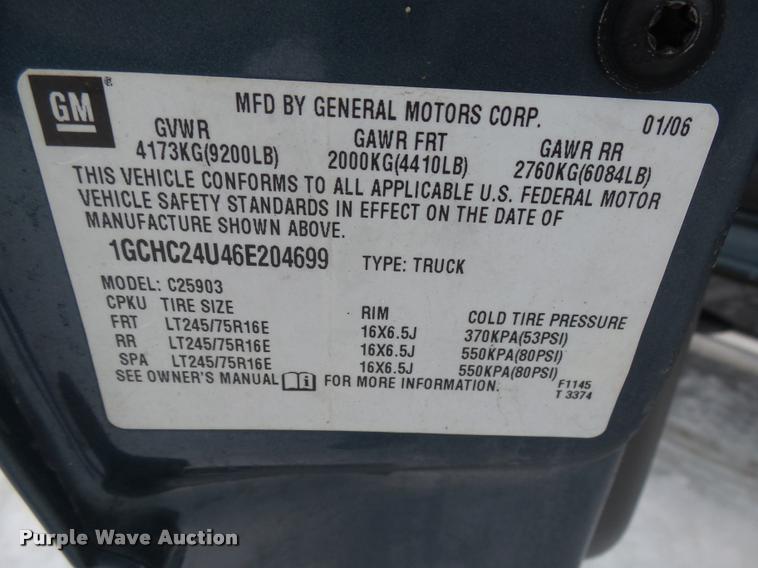 GM
MFD BY GENERAL MOTORS CORP. 01/06
GVWR GAWR FRT GAWR RR
4173KG(9200LB) 2000KG(4410LB) 2760KG(6084LB)
THIS VEHICLE CONFORMS TO ALL APPLICABLE U.S. FEDERAL MOTOR
VEHICLE SAFETY STANDARDS IN EFFECT ON THE DATE OF
MANUFACTURE SHOWN ABOVE.
1GCHC24U46E204699 TYPE: TRUCK
MODEL: C25903
CPKU TIRE SIZE RIM COLD TIRE PRESSURE
FRT LT245/75R16E 16X6.5J 370KPA(53PSI)
RR LT245/75R16E 16X6.5J 550KPA(80PSI)
SPA LT245/75R16E 16X6.5J 550KPA(80PSI)
SEE OWNER'S MANUAL FOR MORE INFORMATION.
F1145
T 3374
Purple Wave Auction